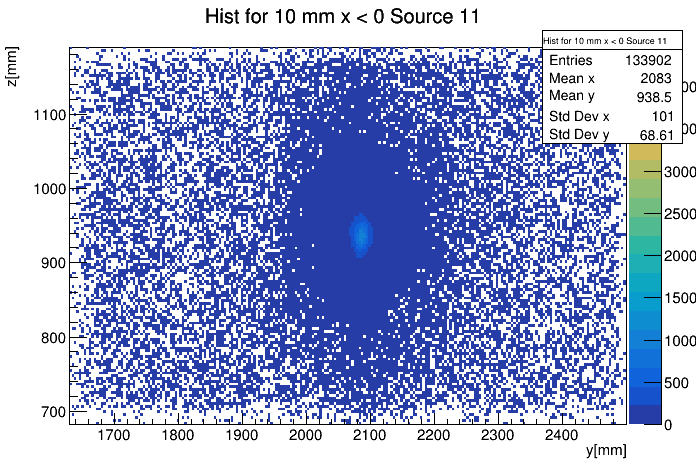 Hist for 10 mm x < 0 Source 11
Hist for 10 mm x < 0 Source 11
Entries 133902
Mean x 2083
Mean y 938.5
Std Dev x 101
Std Dev y 68.61
z[mm]
1100
1000
900
800
700
1700 1800 1900 2000 2100 2200 2300 2400
y[mm]
3000
2500
2000
1500
1000
500
0